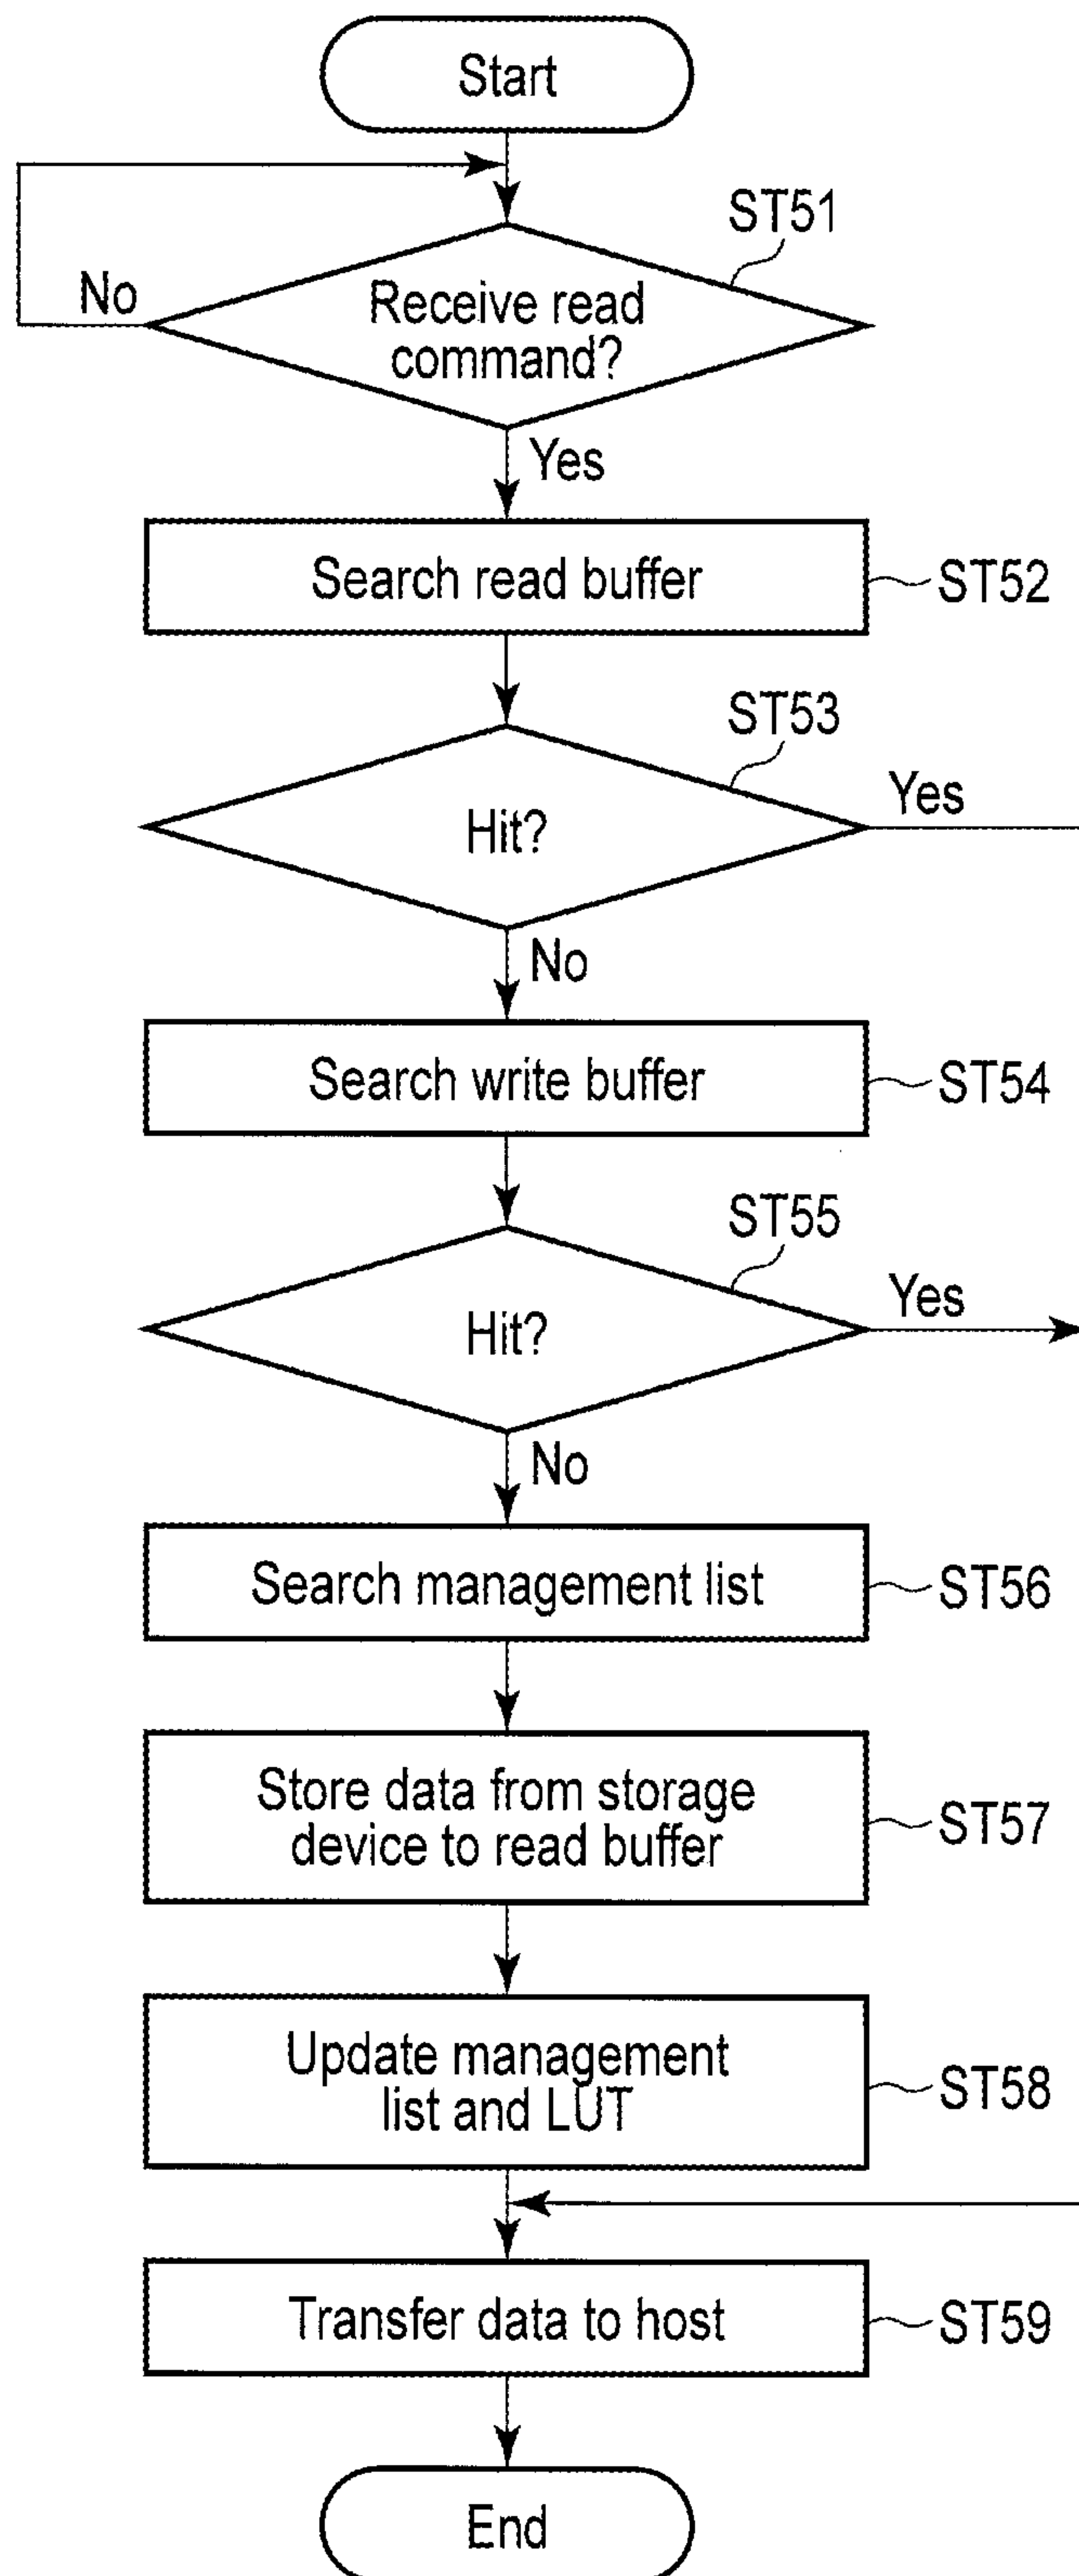 Start
ST51
No
Receive read
command?
Yes
Search read buffer
ST52
ST53
Hit?
Yes
No
Search write buffer
ST54
ST55
Hit?
Yes
No
Search management list
ST56
Store data from storage
device to read buffer
ST57
Update management
list and LUT
ST58
Transfer data to host
ST59
End